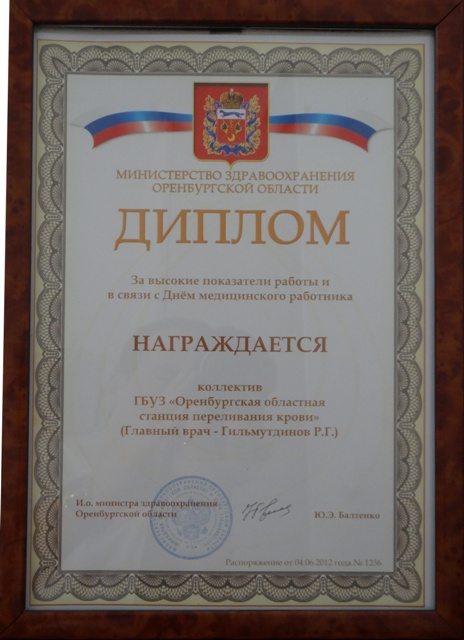 МИНИСТЕРСТВО ЗДРАВООХРАНЕНИЯ
ОРЕНБУРГСКОЙ ОБЛАСТИ
ДИПЛОМ
За высокие показатели работы и
в связи с Днём медицинского работника
НАГРАЖДАЕТСЯ
коллектив
ГБУЗ «Оренбургская областная
станция переливания крови»
(Главный врач - Гильмутдинов Р.Г.)
И.о. министра здравоохранения
Оренбургской области
Ю.Э. Балтенко
Распоряжение от 04.06.2012 года № 1236